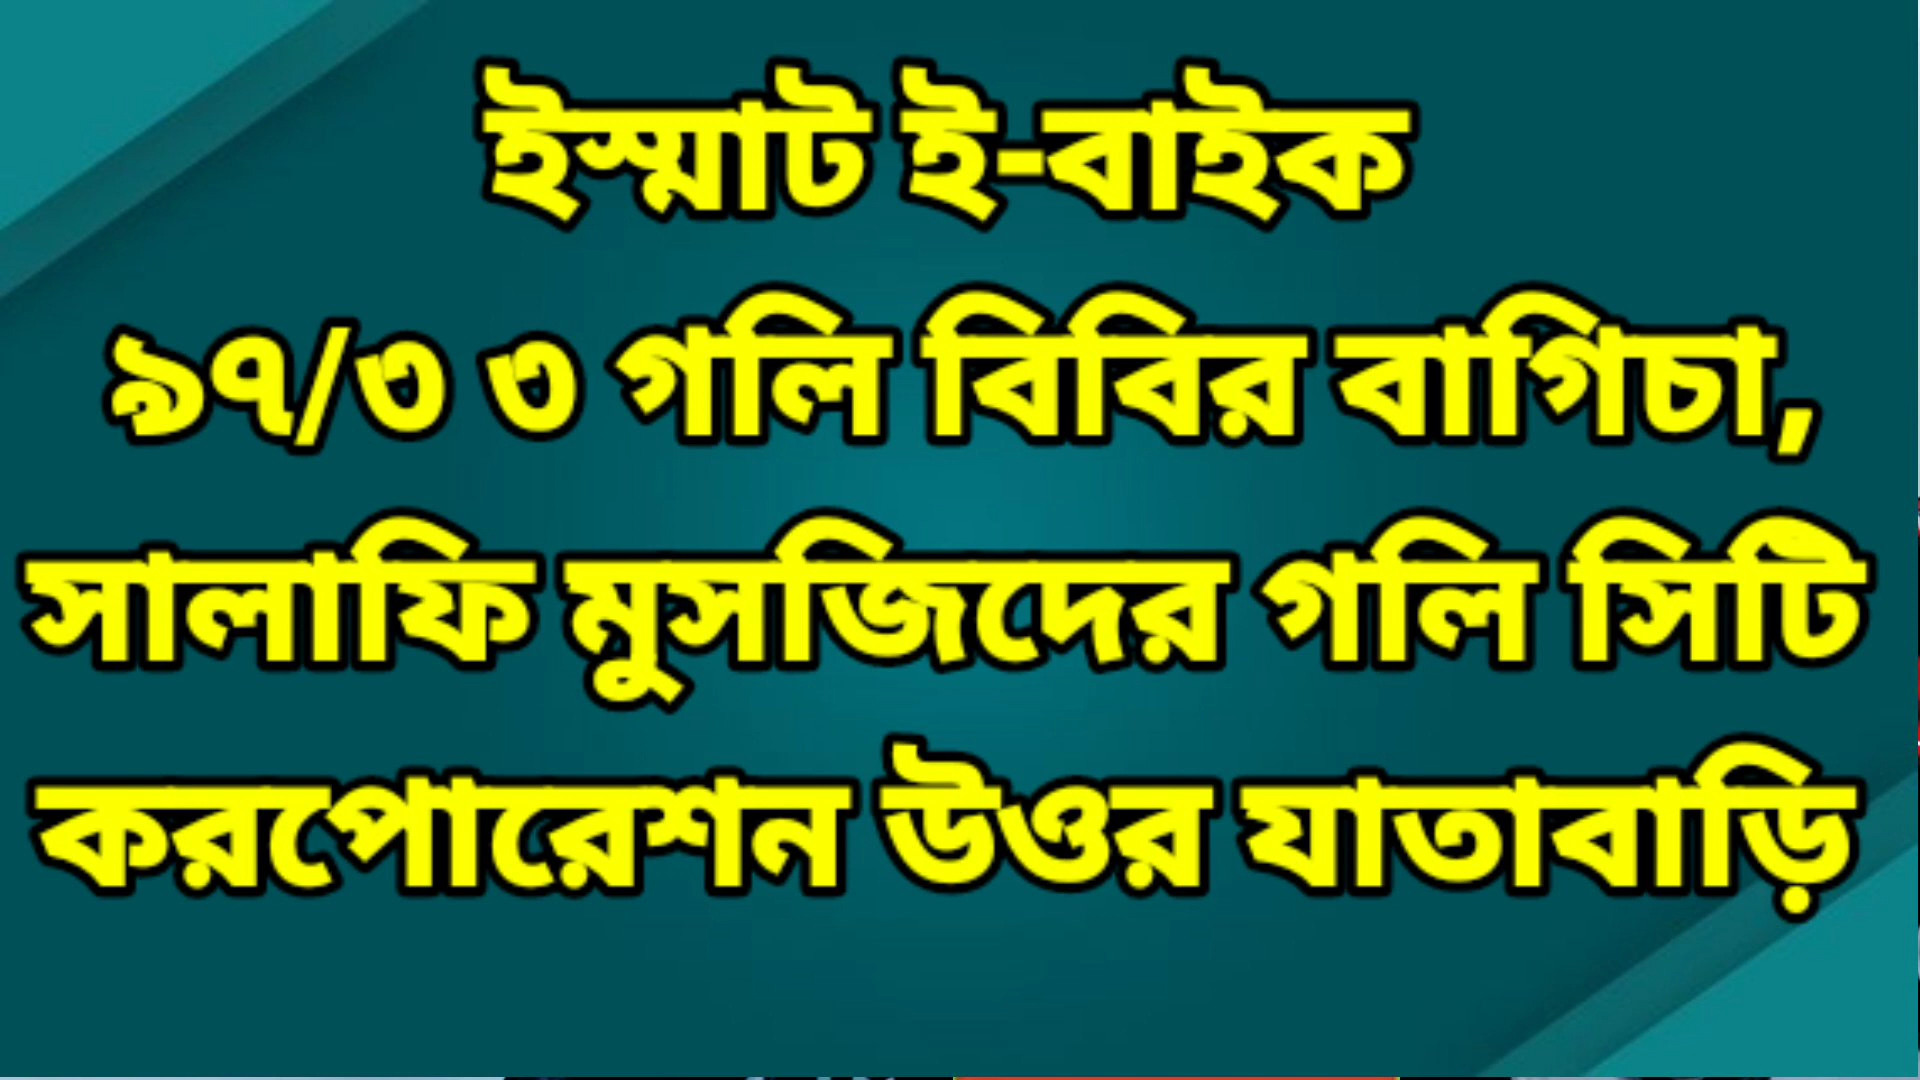 ইস্মাট ই-বাইক
৯৭/৩ ৩ গলি বিবির বাগিচা,
সালাফি মুসজিদের গলি সিটি
করপোরেশন উওর যাতাবাড়ি